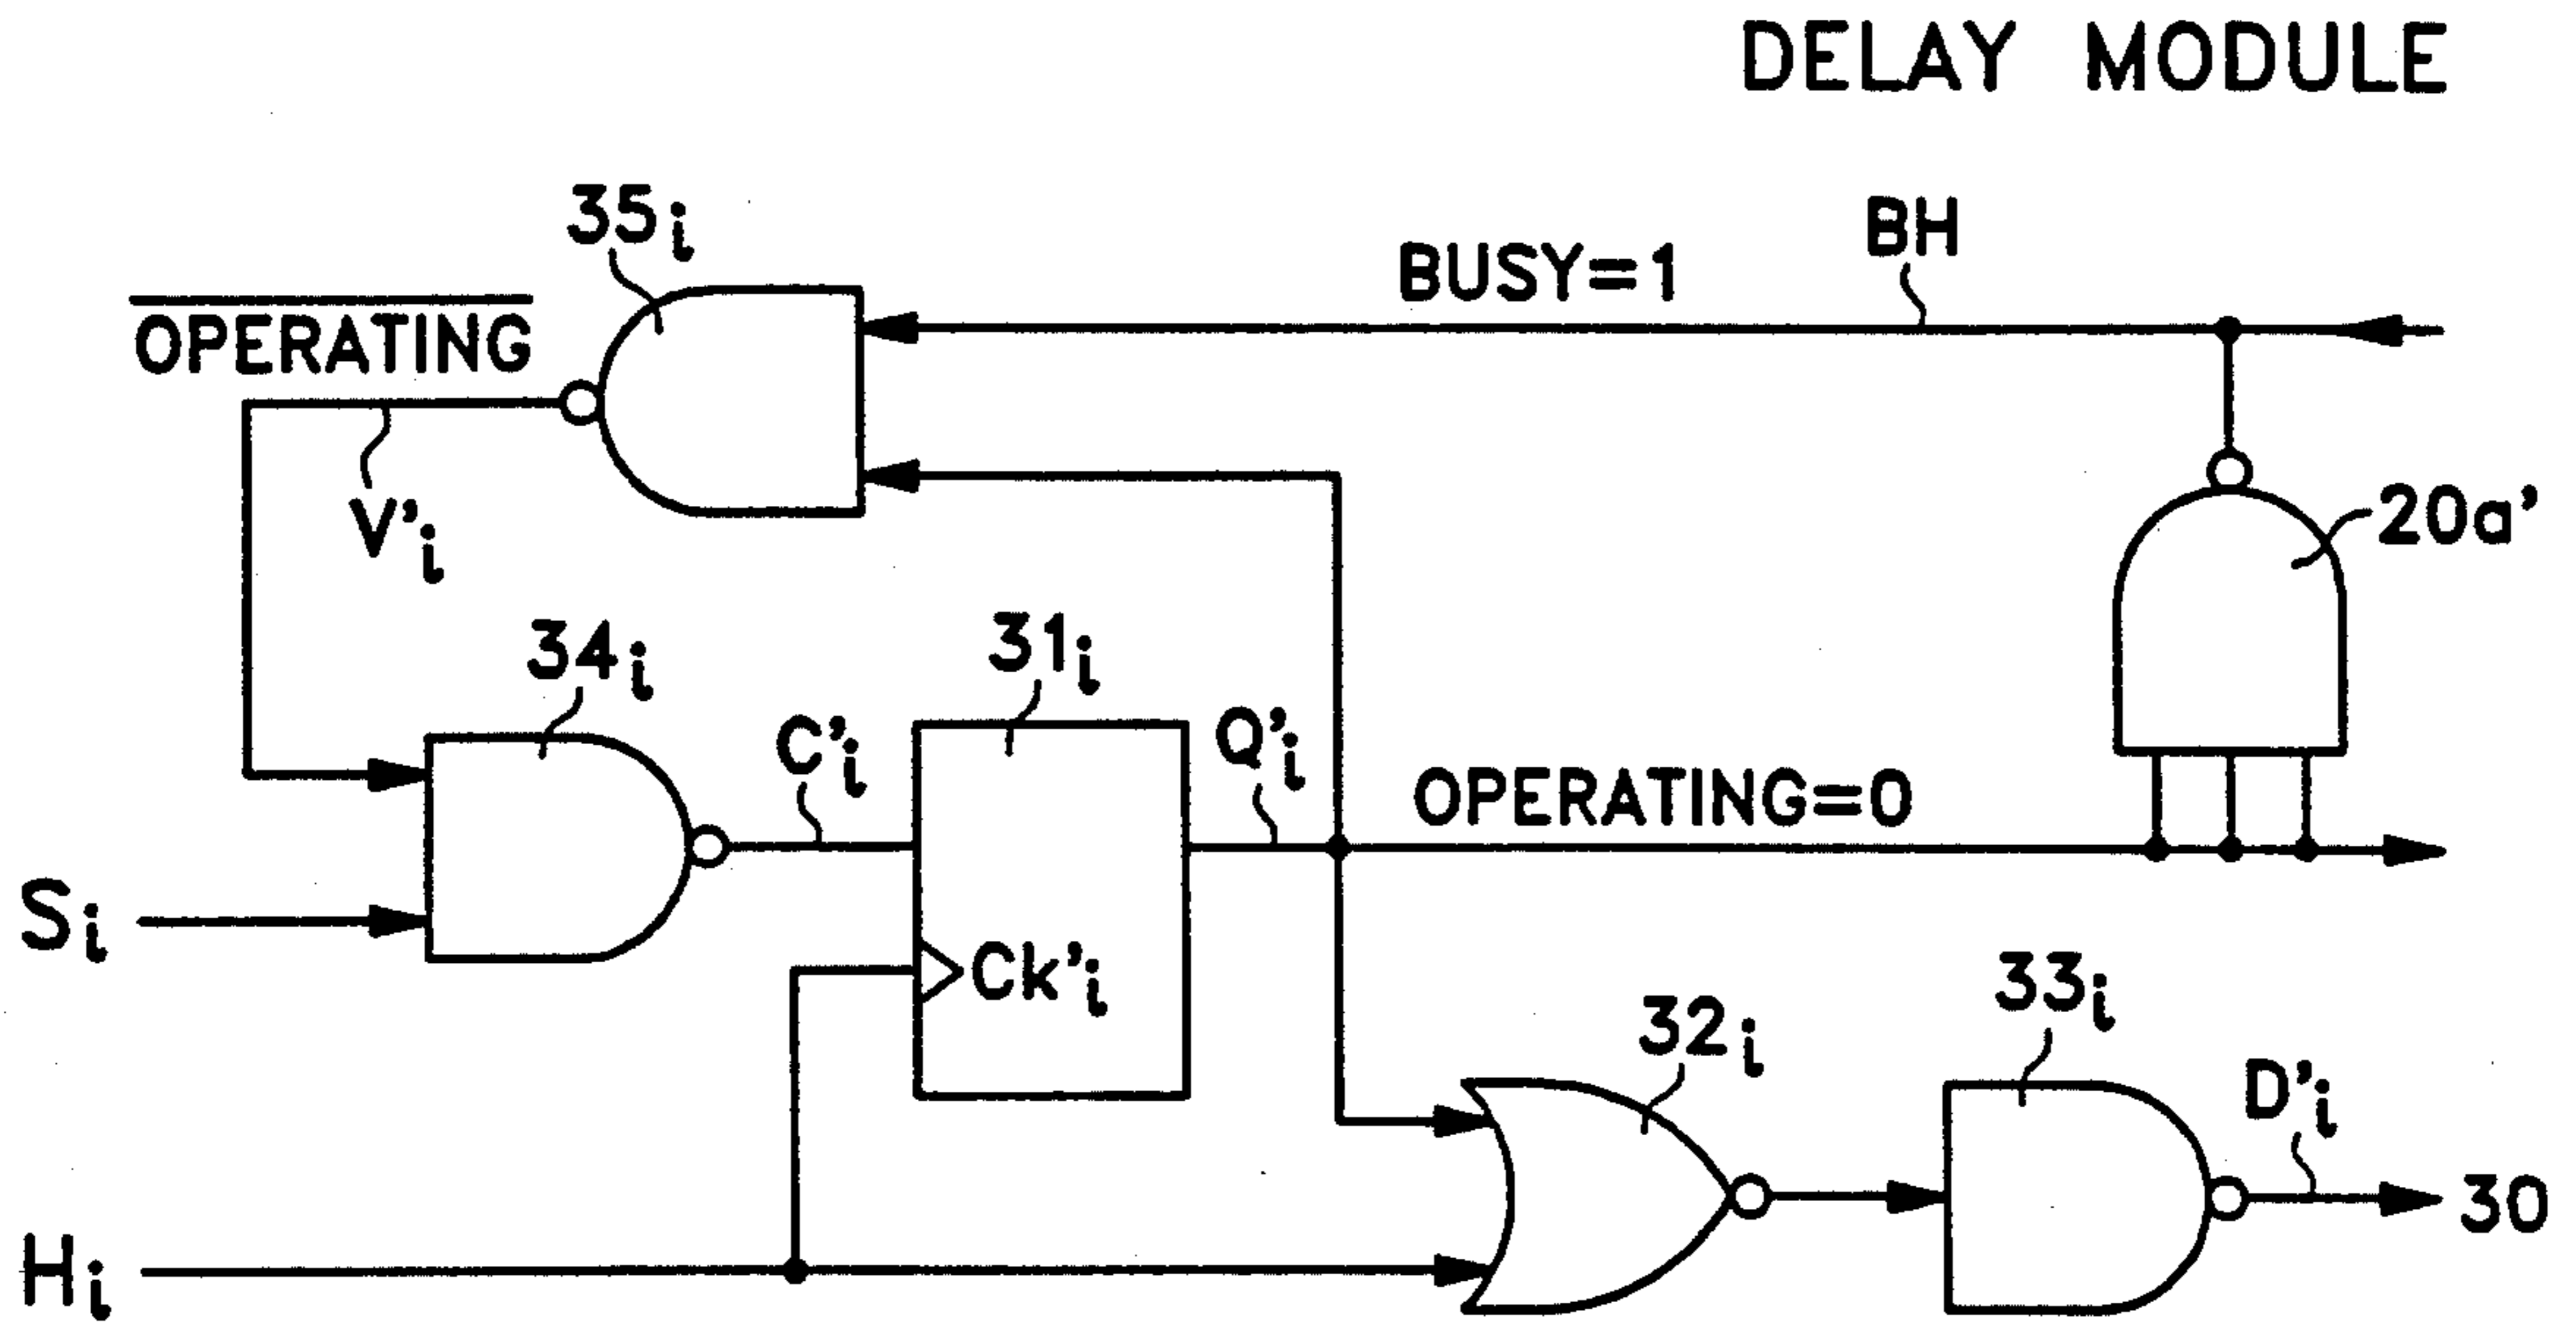 DELAY MODULE
35i
BUSY=1
BH
OPERATING
V'i
20a'
34i
31i
C'i
Q'i
OPERATING=0
Si
Ck'i
32i
33i
D'i
30
Hi